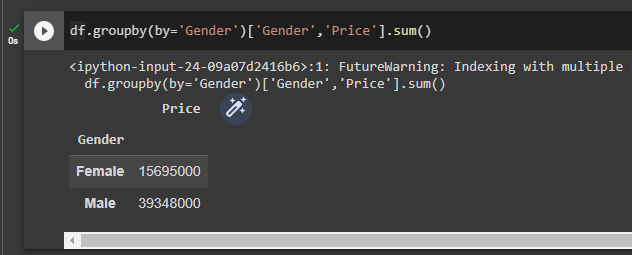 0s
df.groupby(by='Gender')['Gender','Price'].sum()
<ipython-input-24-09a07d2416b6>:1: FutureWarning: Indexing with multiple
df.groupby(by='Gender')['Gender','Price'].sum()
Price
Gender
Female 15695000
Male 39348000